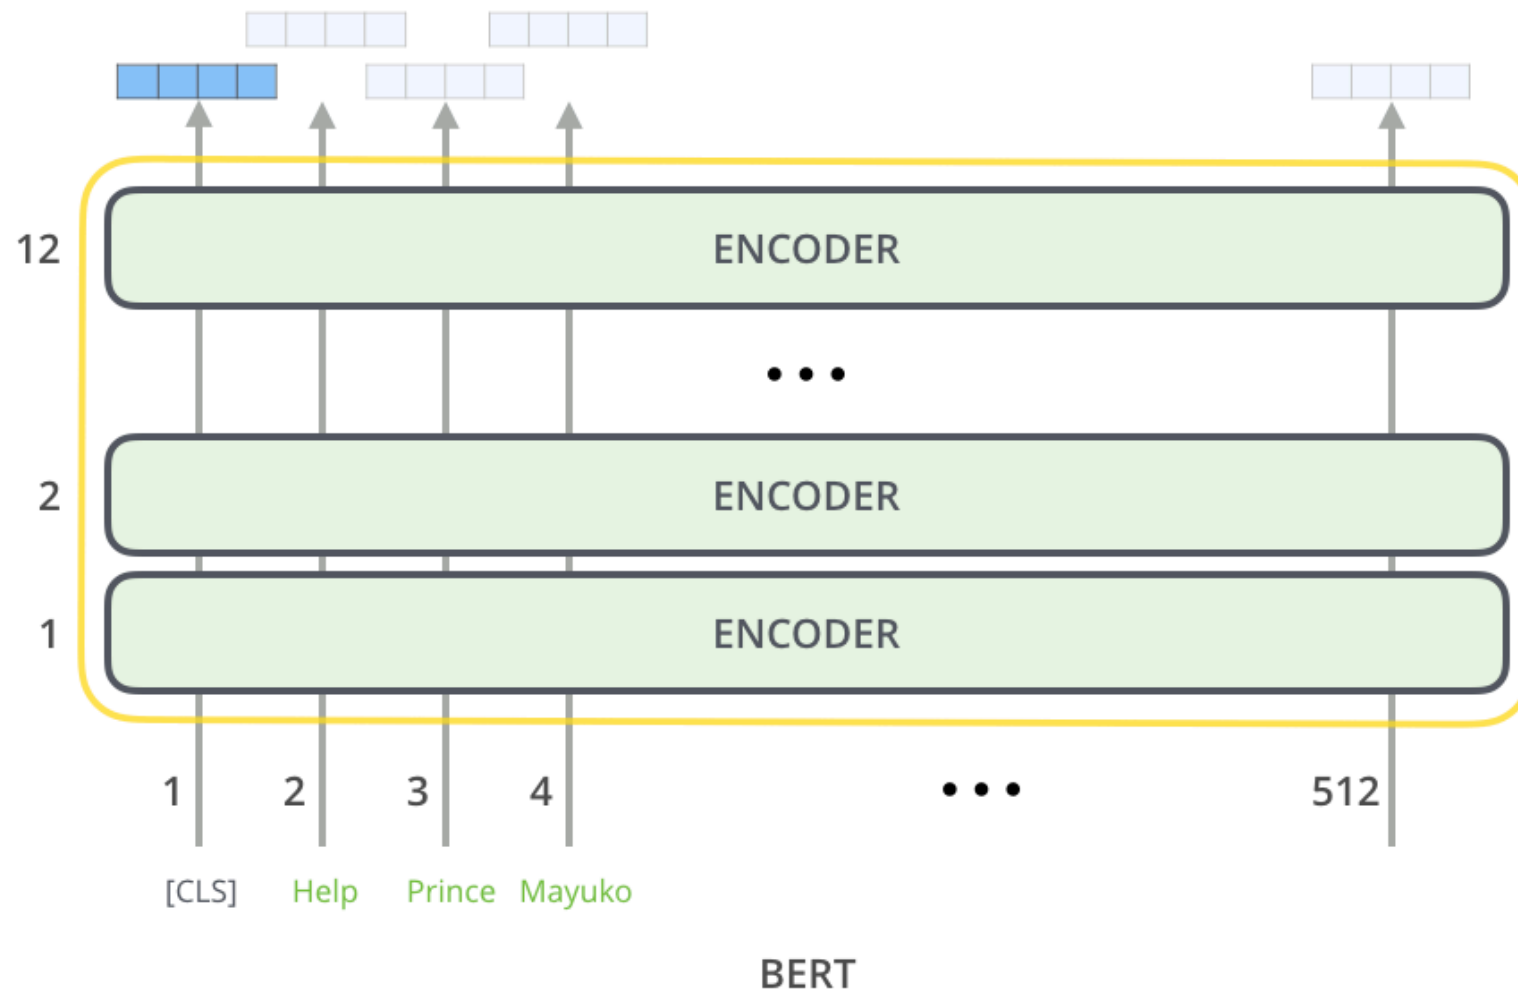 12 ENCODER
2 ENCODER
1 ENCODER
1 2 3 4 512
[CLS] Help Prince Mayuko
BERT